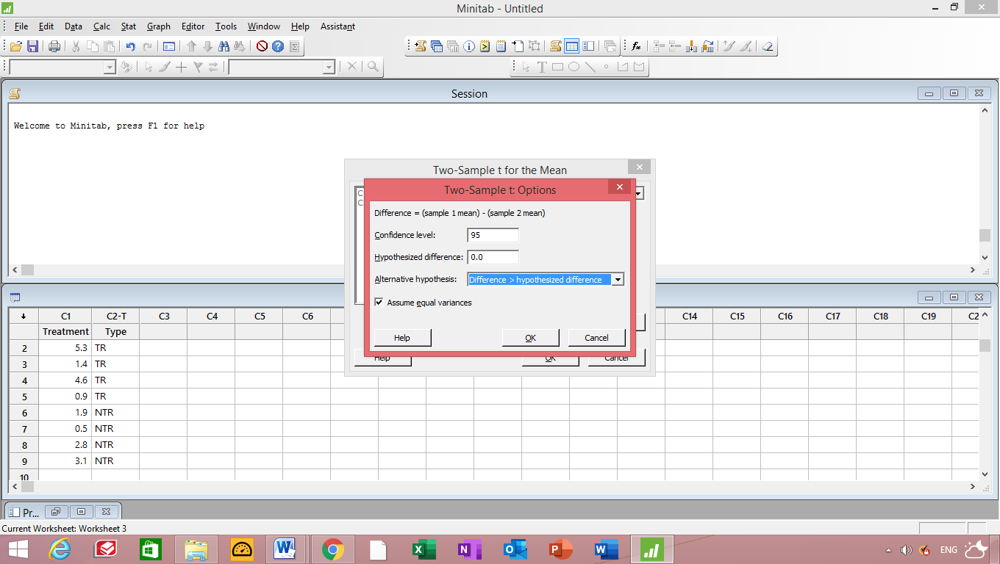 Minitab - Untitled
File Edit Data Calc Stat Graph Editor Tools Window Help Assistant
Session
Welcome to Minitab, press F1 for help
Two-Sample t for the Mean
C
C
Two-Sample t: Options
Difference = (sample 1 mean) - (sample 2 mean)
Confidence level: 95
Hypothesized difference: 0.0
Alternative hypothesis: Difference > hypothesized difference
Assume equal variances
Help OK Cancel
Help OK Cancel
C1 C2-T C3 C4 C5 C6 C14 C15 C16 C17 C18 C19 C2
Treatment Type
2 5.3 TR
3 1.4 TR
4 4.6 TR
5 0.9 TR
6 1.9 NTR
7 0.5 NTR
8 2.8 NTR
9 3.1 NTR
10
Pr...
Current Worksheet: Worksheet 3
ENG